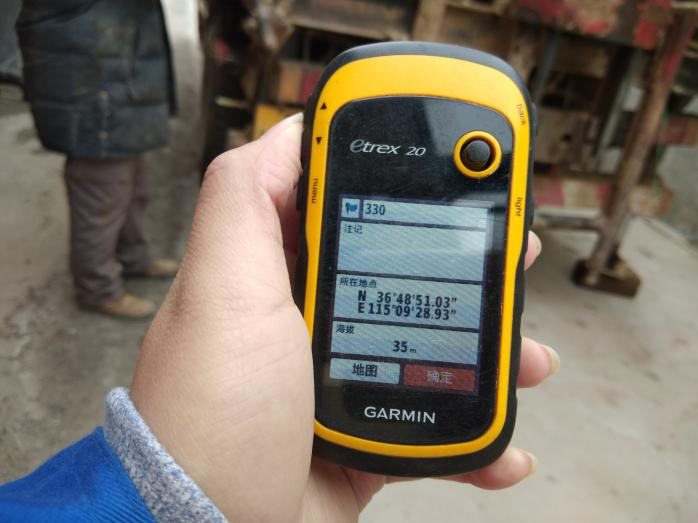 back
etrex 20
menu
light
330
注记
所在地点
N 36°48'51.03"
E 115°09'28.93"
海拔
35 m
地图
确定
GARMIN